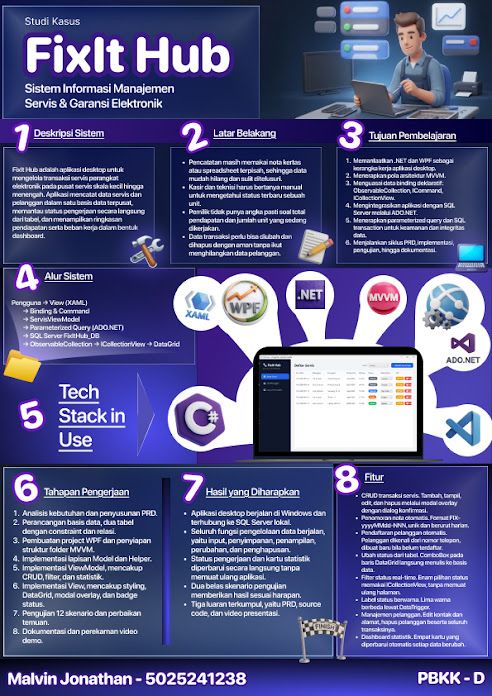 Studi Kasus
FixIt Hub
Sistem Informasi Manajemen
Servis & Garansi Elektronik
1 Deskripsi Sistem
FixIt Hub adalah aplikasi desktop untuk
mengelola transaksi servis perangkat
elektronik pada pusat servis skala kecil hingga
menengah. Aplikasi mencatat data servis dan
pelanggan dalam satu basis data terpusat,
memantau status pengerjaan secara langsung
dari tabel, dan menampilkan ringkasan
pendapatan serta beban kerja dalam bentuk
dashboard.
2 Latar Belakang
• Pencatatan masih memakai nota kertas
atau spreadsheet terpisah, sehingga data
mudah hilang dan sulit ditelusuri.
• Kasir dan teknisi harus bertanya manual
untuk mengetahui status terbaru sebuah
unit.
• Pemilik tidak punya angka pasti soal total
pendapatan dan jumlah unit yang sedang
dikerjakan.
• Data transaksi perlu bisa diubah dan
dihapus dengan aman tanpa ikut
menghilangkan data pelanggan.
3 Tujuan Pembelajaran
1. Memanfaatkan .NET dan WPF sebagai
kerangka kerja aplikasi desktop.
2. Menerapkan pola arsitektur MVVM.
3. Menguasai data binding deklaratif:
ObservableCollection, ICommand,
ICollectionView.
4. Mengintegrasikan aplikasi dengan SQL
Server melalui ADO.NET.
5. Menerapkan parameterized query dan SQL
transaction untuk keamanan dan integritas
data.
6. Menjalankan siklus PRD, implementasi,
pengujian, hingga dokumentasi.
4 Alur Sistem
Pengguna → View (XAML)
→ Binding & Command
→ ServisViewModel
→ Parameterized Query (ADO.NET)
→ SQL Server FixItHub_DB
→ ObservableCollection → ICollectionView → DataGrid
XAML
WPF
.NET
MVVM
ADO.NET
5 Tech
Stack in
Use
C#
FixIt Hub
Daftar Servis
6 Tahapan Pengerjaan
1. Analisis kebutuhan dan penyusunan PRD.
2. Perancangan basis data, dua tabel
dengan constraint dan relasi.
3. Pembuatan project WPF dan penyiapan
struktur folder MVVM.
4. Implementasi lapisan Model dan Helper.
5. Implementasi ViewModel, mencakup
CRUD, filter, dan statistik.
6. Implementasi View, mencakup styling,
DataGrid, modal overlay, dan badge
status.
7. Pengujian 12 skenario dan perbaikan
temuan.
8. Dokumentasi dan perekaman video
demo.
7 Hasil yang Diharapkan
• Aplikasi desktop berjalan di Windows dan
terhubung ke SQL Server lokal.
• Seluruh fungsi pengelolaan data berjalan,
yaitu input, penyimpanan, penampilan,
perubahan, dan penghapusan.
• Status pengerjaan dan kartu statistik
diperbarui secara langsung tanpa
memuat ulang aplikasi.
• Dua belas skenario pengujian
memberikan hasil sesuai harapan.
• Tiga luaran terkumpul, yaitu PRD, source
code, dan video presentasi.
FINISH
8 Fitur
• CRUD transaksi servis. Tambah, tampil,
edit, dan hapus melalui modal overlay
dengan dialog konfirmasi.
• Penomoran nota otomatis. Format FIX-
yyyyMMdd-NNN, unik dan berurut harian.
• Pendaftaran pelanggan otomatis.
Pelanggan dikenali dari nomor telepon,
dibuat baru bila belum terdaftar.
• Ubah status dari tabel. ComboBox pada
baris DataGrid langsung menulis ke basis
data.
• Filter status real-time. Enam pilihan status
memakai ICollectionView, tanpa memuat
ulang halaman.
• Label status berwarna. Lima warna
berbeda lewat DataTrigger.
• Manajemen pelanggan. Edit kontak dan
alamat, hapus pelanggan beserta seluruh
transaksinya.
• Dashboard statistik. Empat kartu yang
diperbarui otomatis setiap data berubah.
Malvin Jonathan - 5025241238
PBKK - D